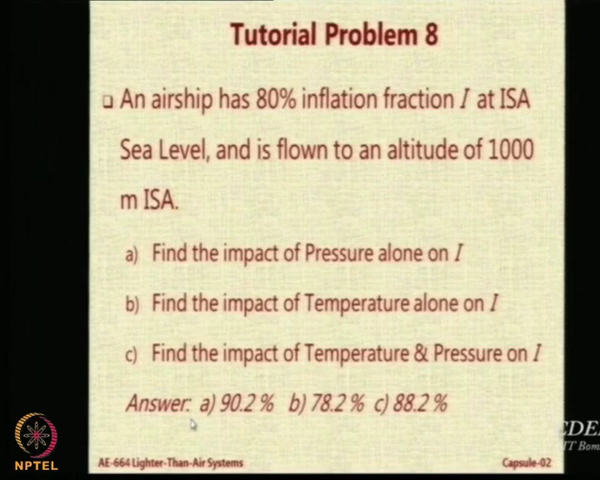 Tutorial Problem 8
❑ An airship has 80% inflation fraction I at ISA
Sea Level, and is flown to an altitude of 1000
m ISA.
a) Find the impact of Pressure alone on I
b) Find the impact of Temperature alone on I
c) Find the impact of Temperature & Pressure on I
Answer: a) 90.2 % b) 78.2 % c) 88.2 %
NPTEL
AE-664 Lighter-Than-Air Systems
Capsule-02